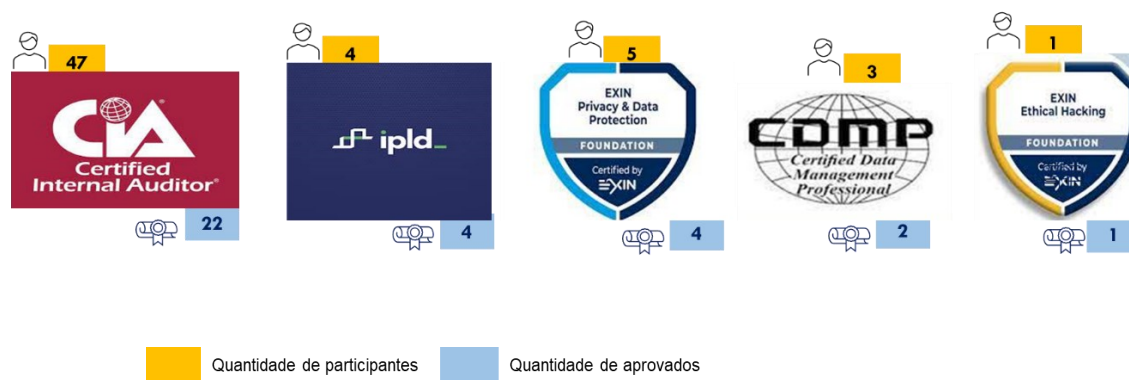 47
CIA
Certified
Internal Auditor®
22
4
ipld_
4
5
EXIN
Privacy & Data
Protection
FOUNDATION
Certified by
EXIN
4
3
CDMP
Certified Data
Management
Professional
2
1
EXIN
Ethical Hacking
FOUNDATION
Certified by
EXIN
1
Quantidade de participantes
Quantidade de aprovados